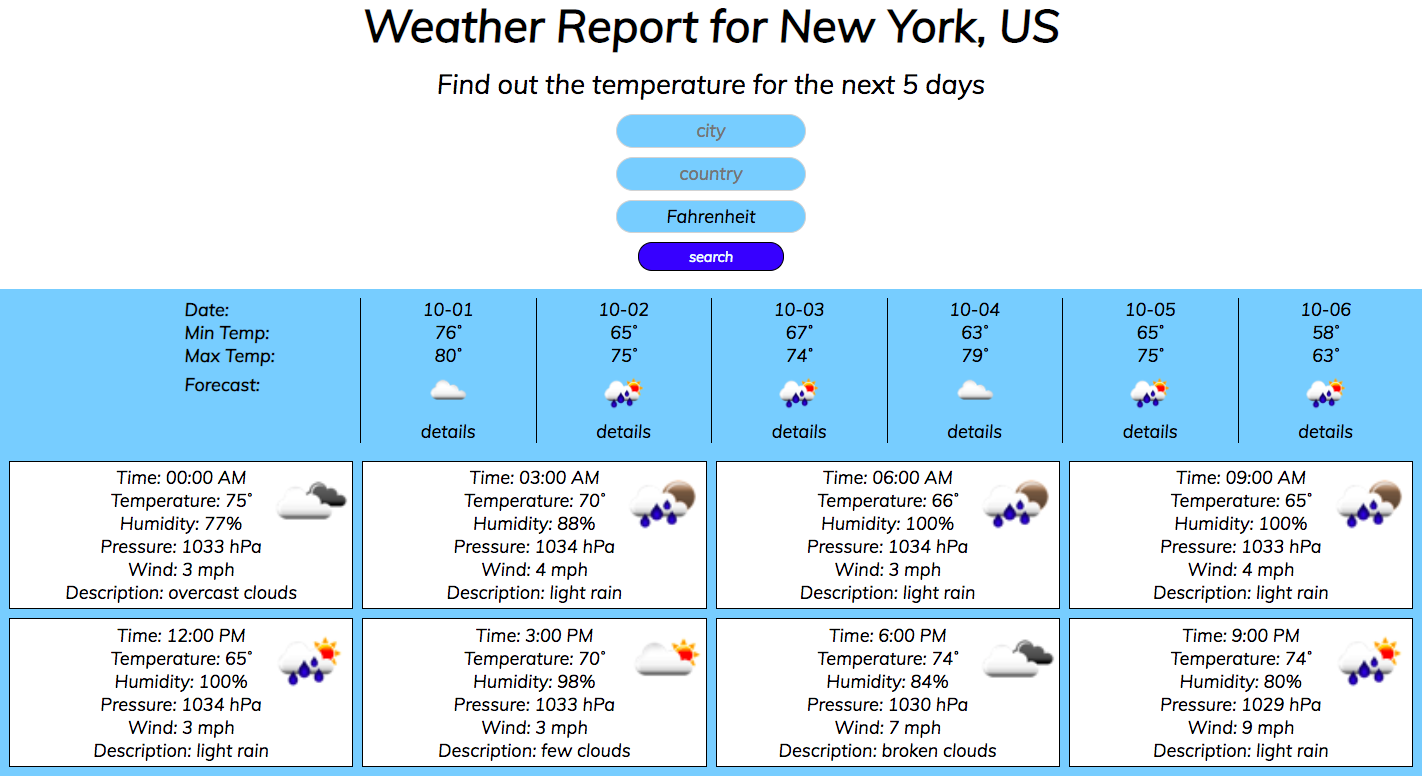 Weather Report for New York, US
Find out the temperature for the next 5 days
city
country
Fahrenheit
search
Date: 10-01 10-02 10-03 10-04 10-05 10-06
Min Temp: 76° 65° 67° 63° 65° 58°
Max Temp: 80° 75° 74° 79° 75° 63°
Forecast:
details details details details details details
Time: 00:00 AM
Temperature: 75°
Humidity: 77%
Pressure: 1033 hPa
Wind: 3 mph
Description: overcast clouds
Time: 03:00 AM
Temperature: 70°
Humidity: 88%
Pressure: 1034 hPa
Wind: 4 mph
Description: light rain
Time: 06:00 AM
Temperature: 66°
Humidity: 100%
Pressure: 1034 hPa
Wind: 3 mph
Description: light rain
Time: 09:00 AM
Temperature: 65°
Humidity: 100%
Pressure: 1033 hPa
Wind: 4 mph
Description: light rain
Time: 12:00 PM
Temperature: 65°
Humidity: 100%
Pressure: 1034 hPa
Wind: 3 mph
Description: light rain
Time: 3:00 PM
Temperature: 70°
Humidity: 98%
Pressure: 1033 hPa
Wind: 3 mph
Description: few clouds
Time: 6:00 PM
Temperature: 74°
Humidity: 84%
Pressure: 1030 hPa
Wind: 7 mph
Description: broken clouds
Time: 9:00 PM
Temperature: 74°
Humidity: 80%
Pressure: 1029 hPa
Wind: 9 mph
Description: light rain